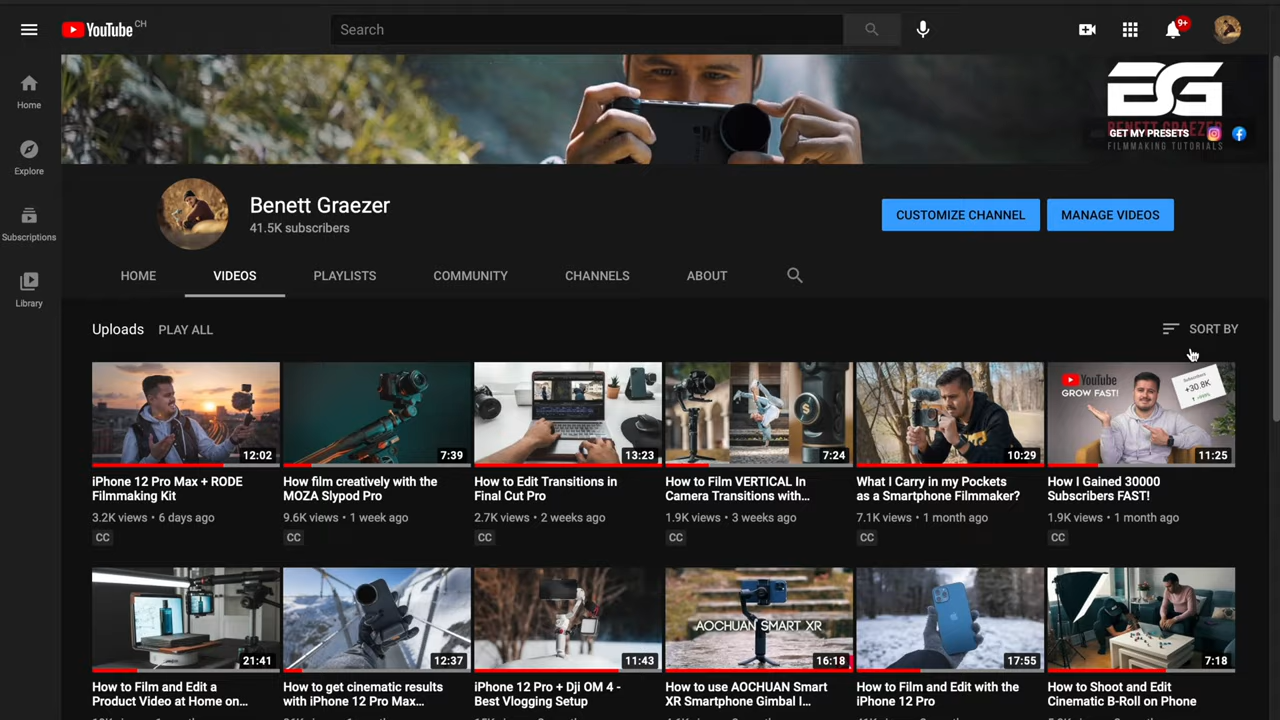 YouTube CH
Search
9+
BG
BENETT GRAEZER
FILMMAKING TUTORIALS
GET MY PRESETS
Home
Explore
Subscriptions
Library
Benett Graezer
41.5K subscribers
CUSTOMIZE CHANNEL
MANAGE VIDEOS
HOME
VIDEOS
PLAYLISTS
COMMUNITY
CHANNELS
ABOUT
Uploads
PLAY ALL
SORT BY
12:02
iPhone 12 Pro Max + RODE
Filmmaking Kit
3.2K views • 6 days ago
CC
7:39
How film creatively with the
MOZA Slypod Pro
9.6K views • 1 week ago
CC
13:23
How to Edit Transitions in
Final Cut Pro
2.7K views • 2 weeks ago
CC
7:24
How to Film VERTICAL In
Camera Transitions with...
1.9K views • 3 weeks ago
CC
10:29
What I Carry in my Pockets
as a Smartphone Filmmaker?
7.1K views • 1 month ago
CC
YouTube
GROW FAST!
Subscribers
+30.8K
11:25
How I Gained 30000
Subscribers FAST!
1.9K views • 1 month ago
CC
21:41
How to Film and Edit a
Product Video at Home on...
12:37
How to get cinematic results
with iPhone 12 Pro Max...
11:43
iPhone 12 Pro + Dji OM 4 -
Best Vlogging Setup
AOCHUAN SMART XR
16:18
How to use AOCHUAN Smart
XR Smartphone Gimbal I...
17:55
How to Film and Edit with the
iPhone 12 Pro
7:18
How to Shoot and Edit
Cinematic B-Roll on Phone